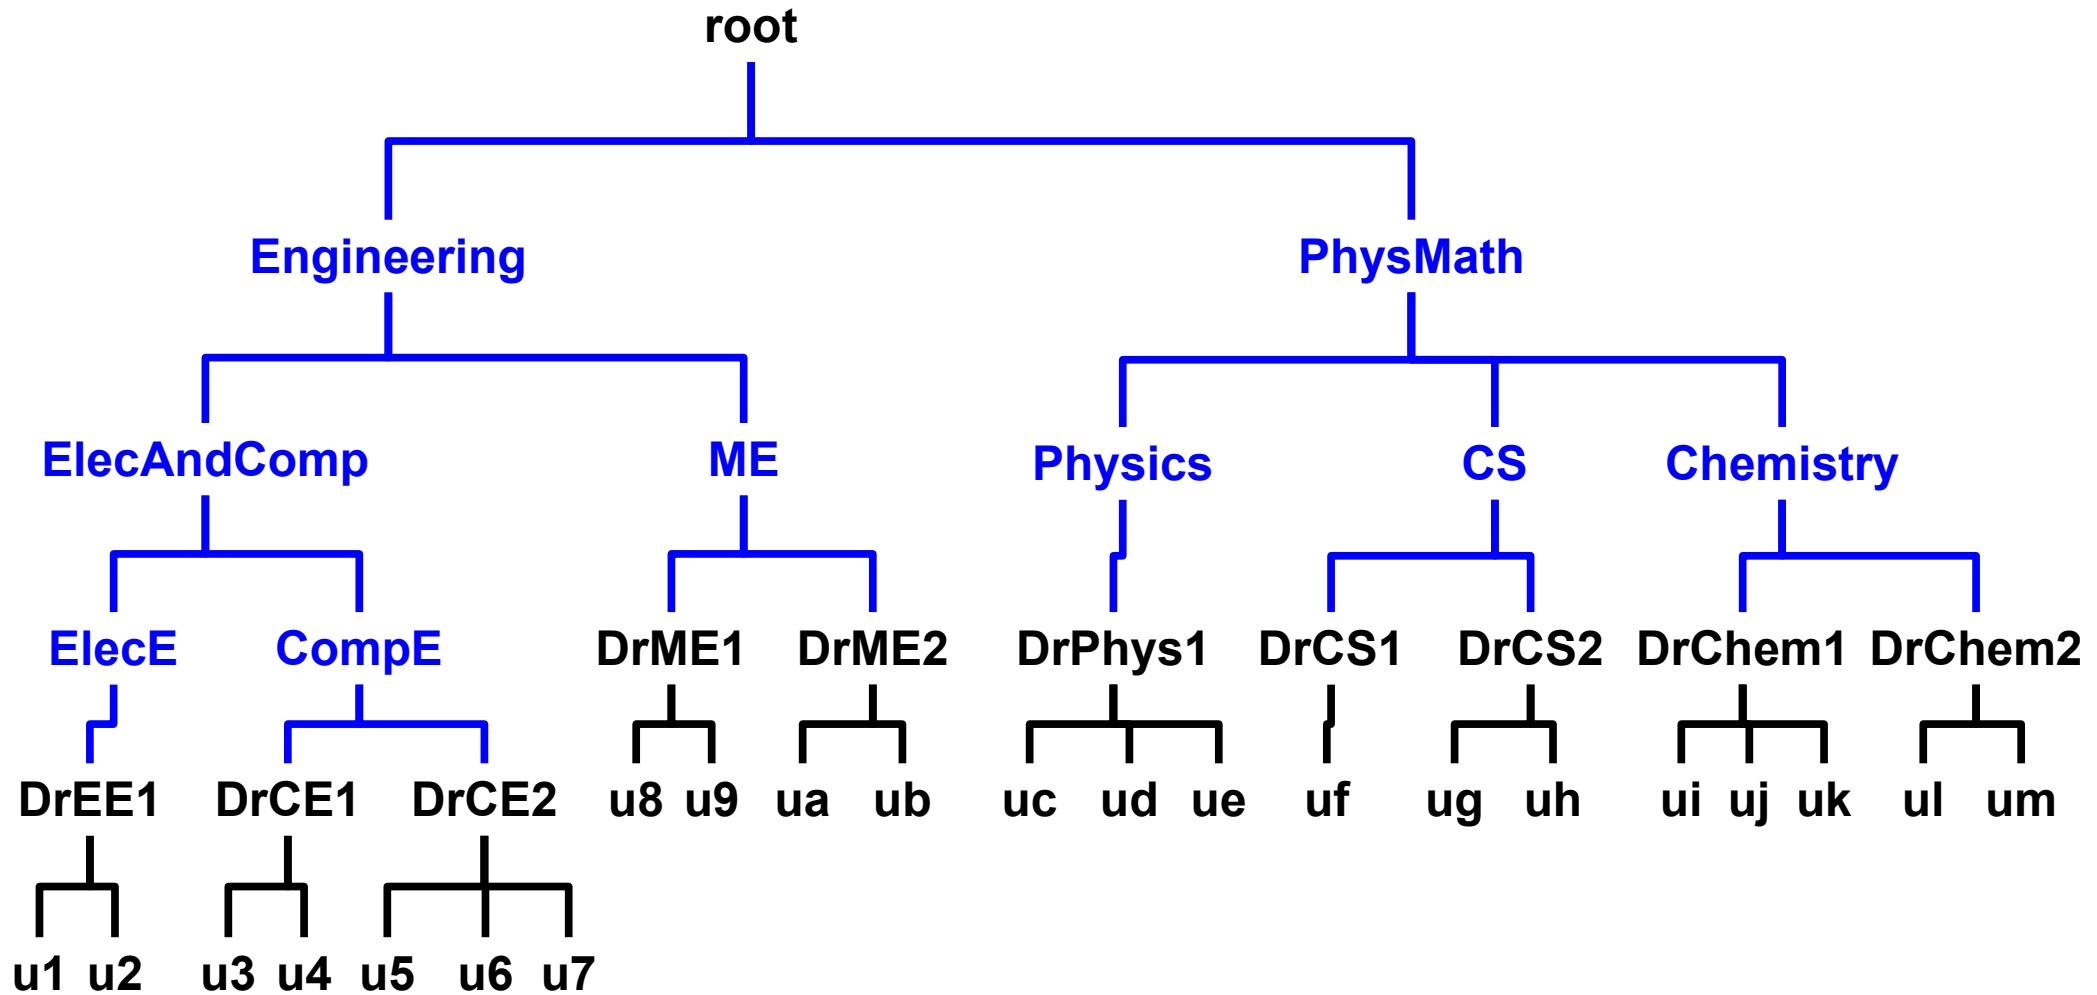 root
Engineering PhysMath
ElecAndComp ME Physics CS Chemistry
ElecE CompE DrME1 DrME2 DrPhys1 DrCS1 DrCS2 DrChem1 DrChem2
DrEE1 DrCE1 DrCE2 u8 u9 ua ub uc ud ue uf ug uh ui uj uk ul um
u1 u2 u3 u4 u5 u6 u7